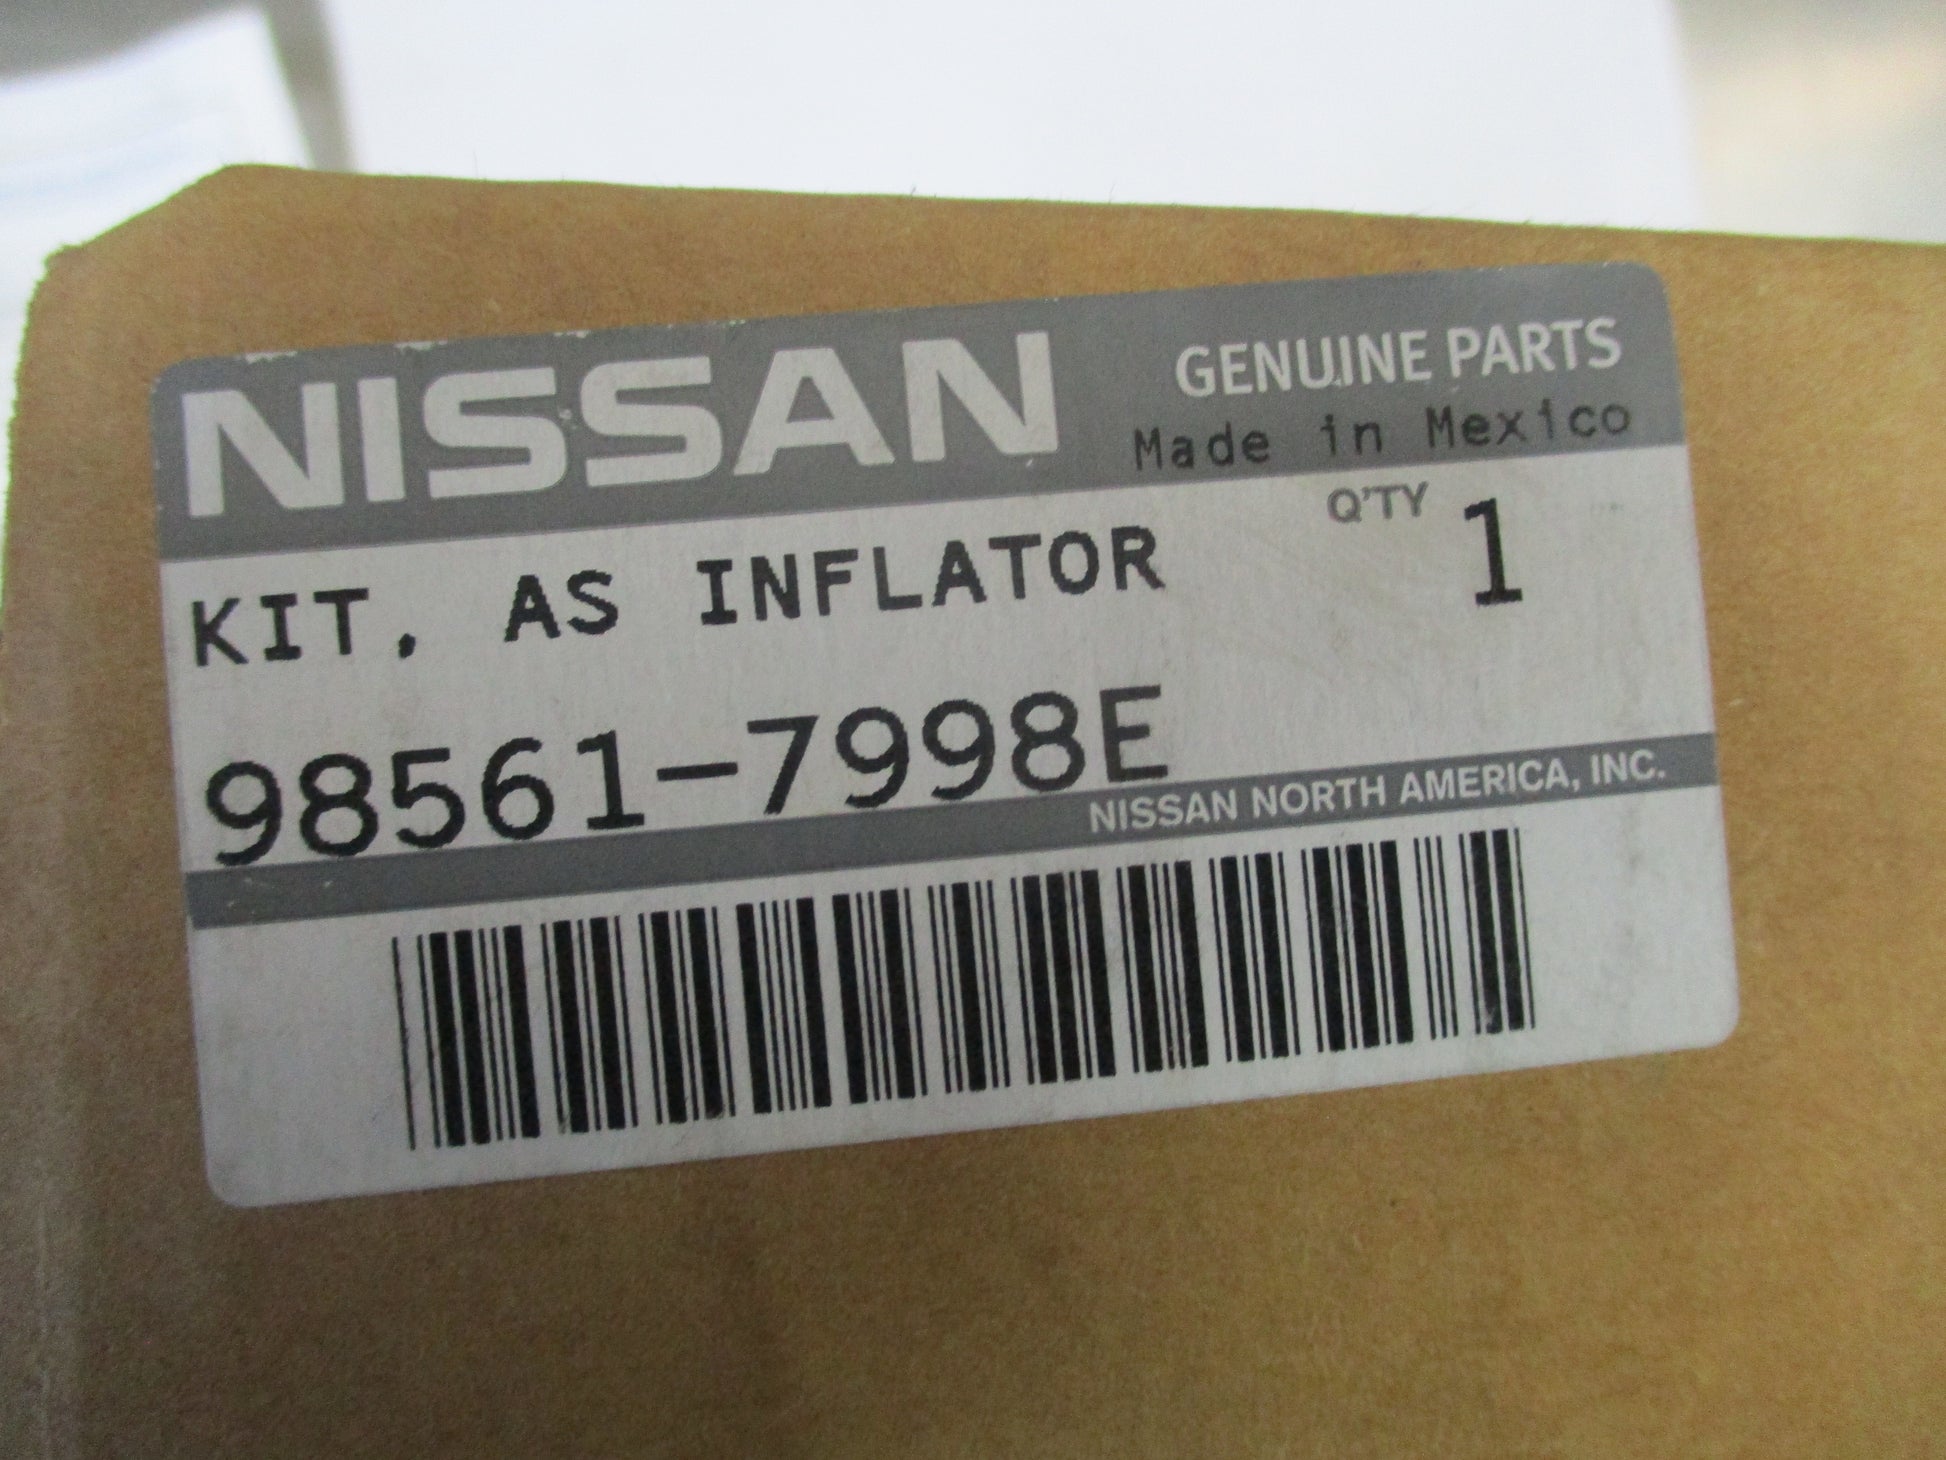 NISSAN
GENUINE PARTS
Made in Mexico
KIT, AS INFLATOR
Q'TY 1
98561-7998E
NISSAN NORTH AMERICA, INC.